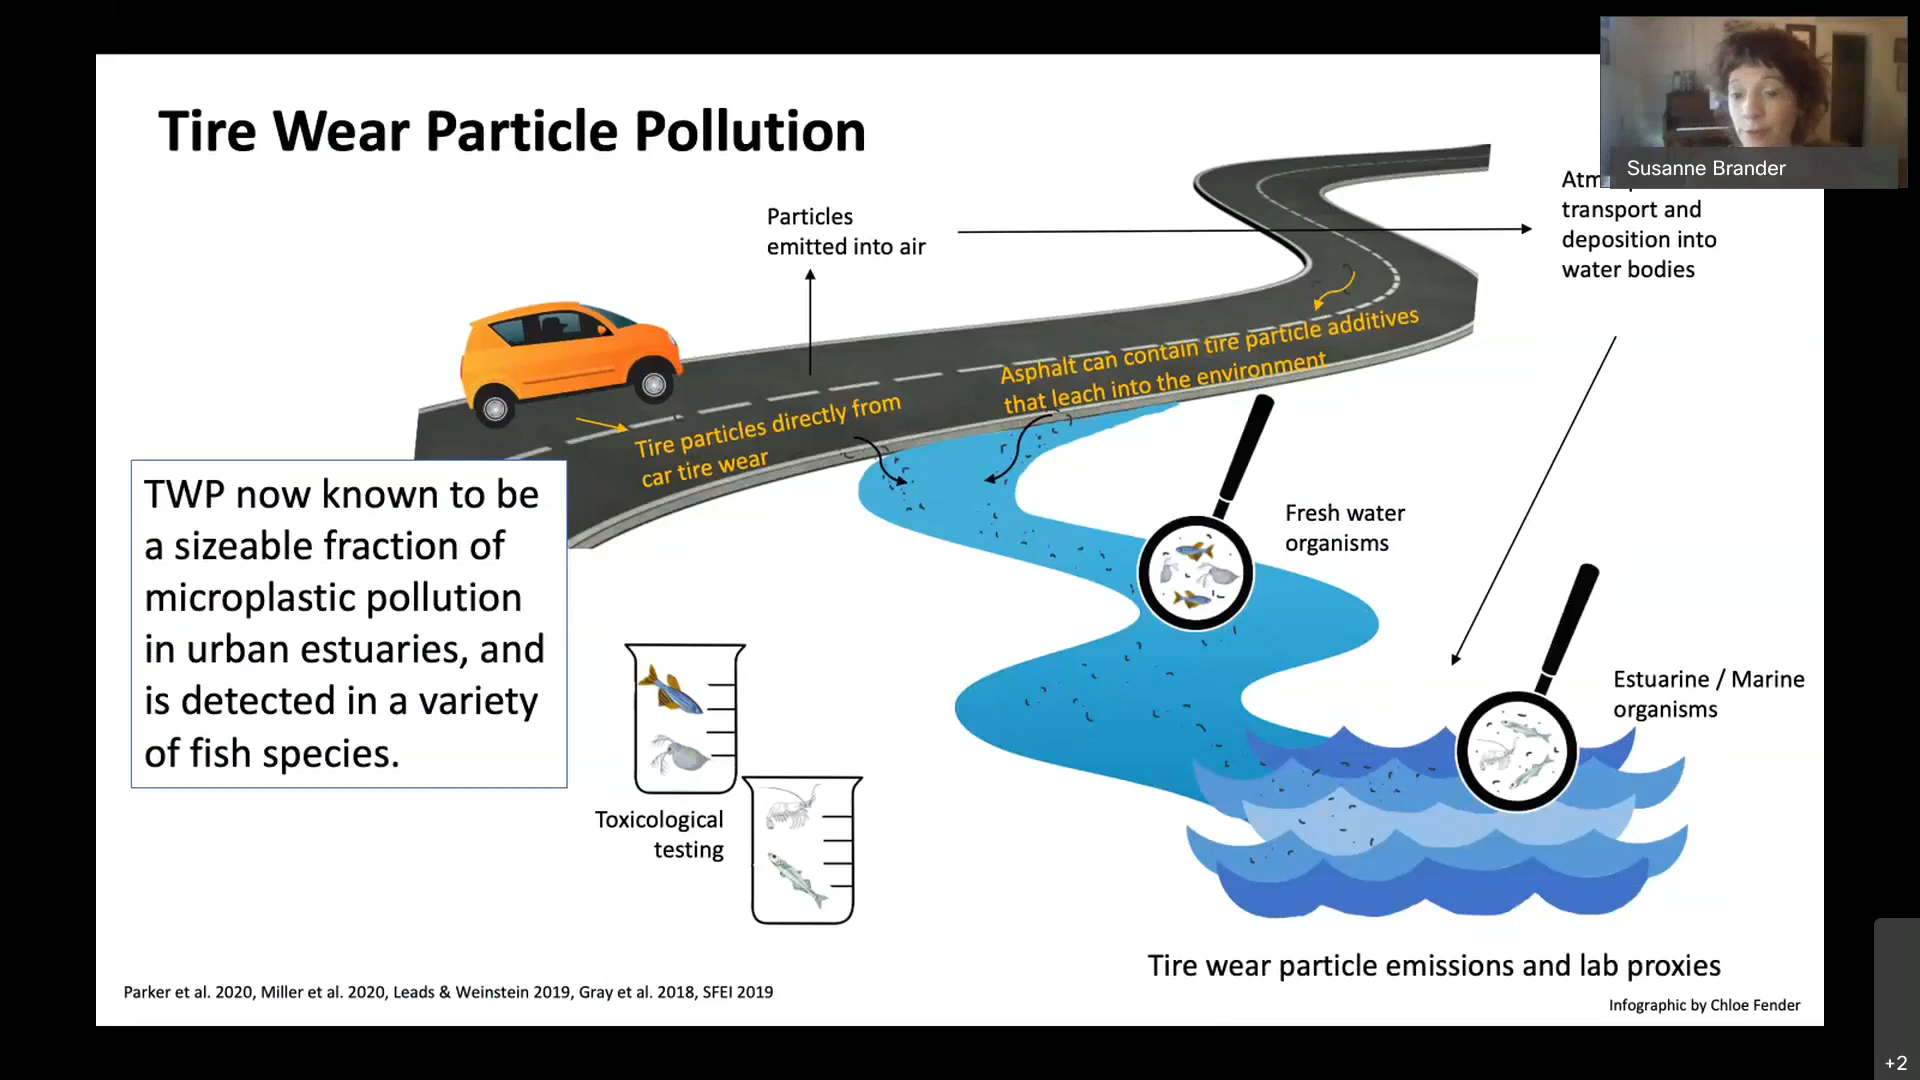 Tire Wear Particle Pollution
Susanne Brander
Particles
emitted into air
transport and
deposition into
water bodies
Asphalt can contain tire particle additives
that leach into the environment
Tire particles directly from
car tire wear
TWP now known to be
a sizeable fraction of
microplastic pollution
in urban estuaries, and
is detected in a variety
of fish species.
Fresh water
organisms
Estuarine / Marine
organisms
Toxicological
testing
Tire wear particle emissions and lab proxies
Parker et al. 2020, Miller et al. 2020, Leads & Weinstein 2019, Gray et al. 2018, SFEI 2019
Infographic by Chloe Fender
+2